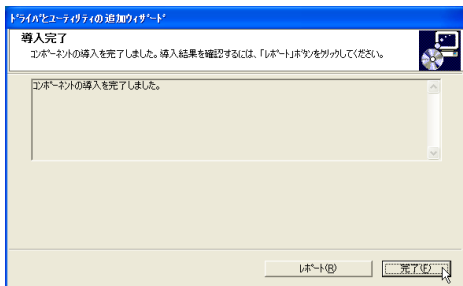 ﾄﾞﾗｲﾊﾞとﾕｰﾃｨﾘﾃｨの追加ｳｨｻﾞｰﾄﾞ
導入完了
ｺﾝﾎﾟｰﾈﾝﾄの導入を完了しました。導入結果を確認するには、「ﾚﾎﾟｰﾄ」ﾎﾞﾀﾝをｸﾘｯｸしてください。
ｺﾝﾎﾟｰﾈﾝﾄの導入を完了しました。
ﾚﾎﾟｰﾄ(R)
完了(F)